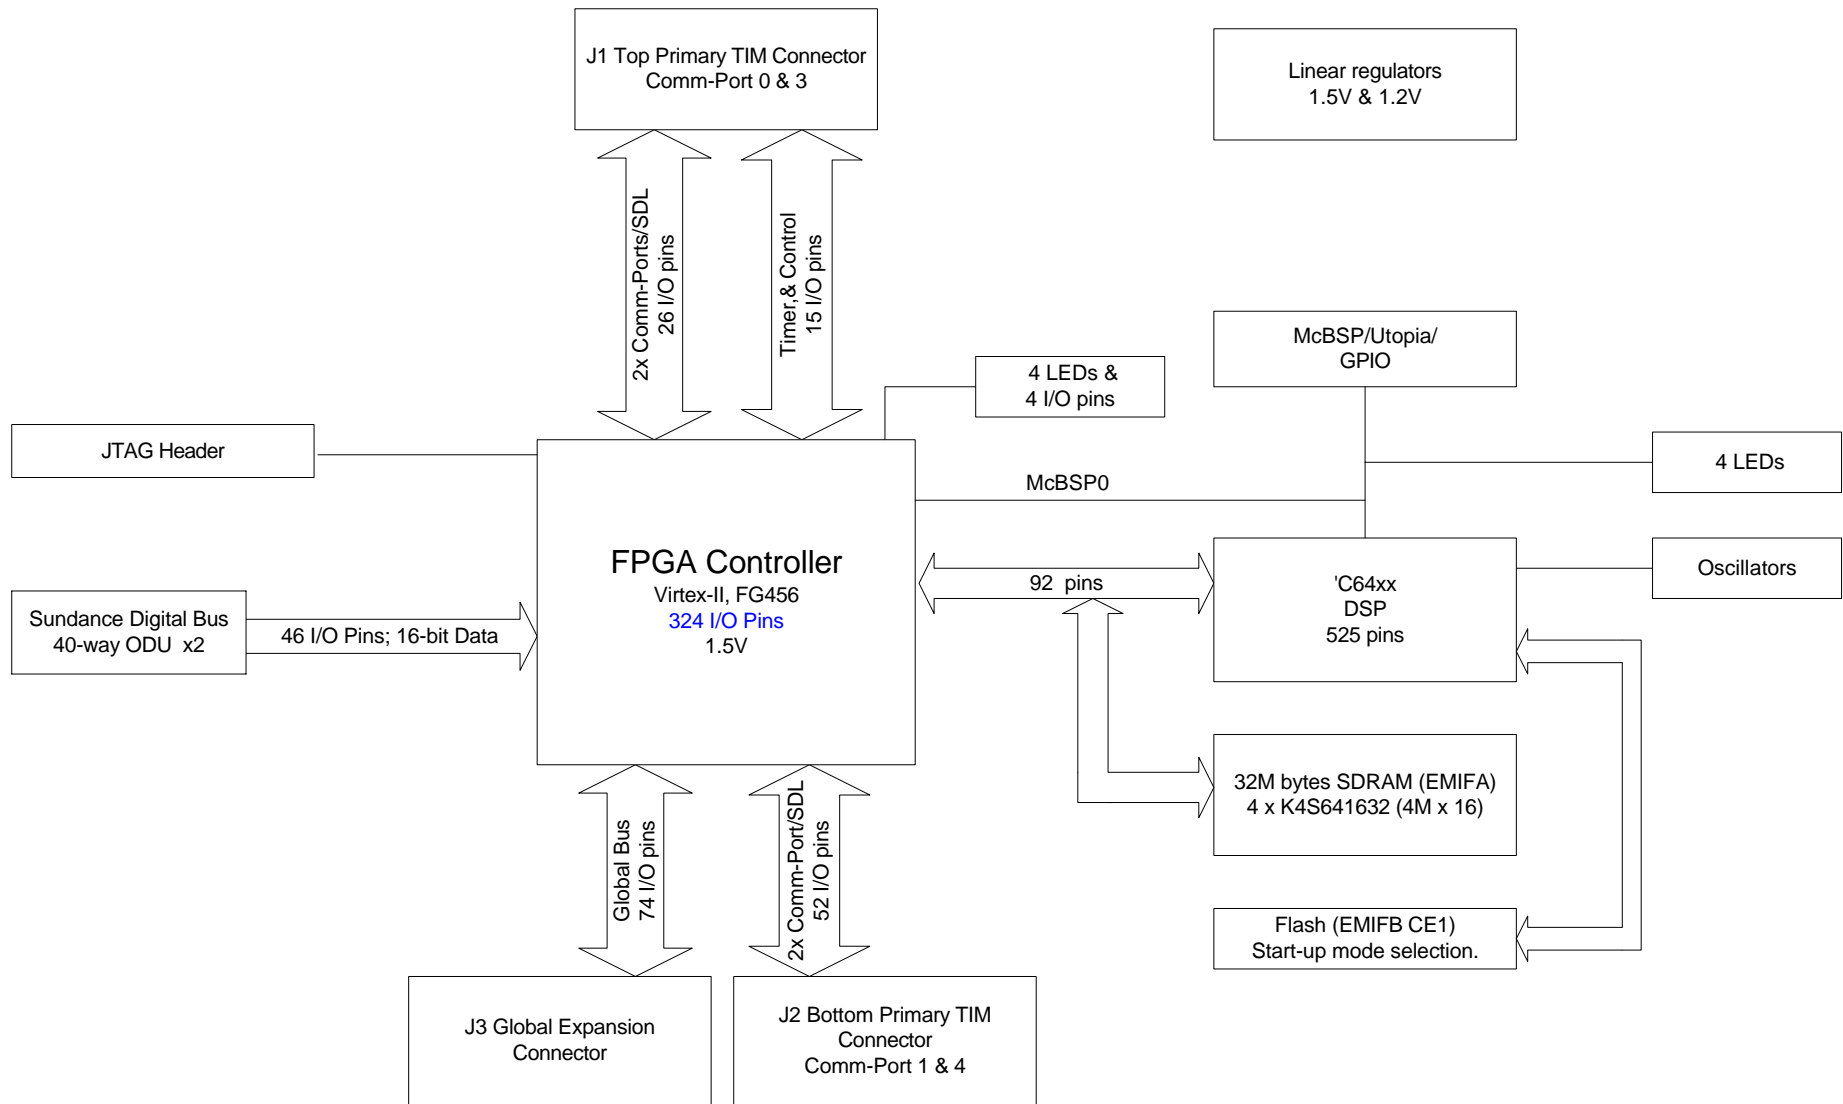 J1 Top Primary TIM Connector
Comm-Port 0 & 3
Linear regulators
1.5V & 1.2V
2x Comm-Ports/SDL
26 I/O pins
Timer,& Control
15 I/O pins
McBSP/Utopia/
GPIO
4 LEDs &
4 I/O pins
JTAG Header
4 LEDs
McBSP0
FPGA Controller
Virtex-II, FG456
324 I/O Pins
1.5V
92 pins
'C64xx
DSP
525 pins
Oscillators
Sundance Digital Bus
40-way ODU x2
46 I/O Pins; 16-bit Data
32M bytes SDRAM (EMIFA)
4 x K4S641632 (4M x 16)
Global Bus
74 I/O pins
2x Comm-Port/SDL
52 I/O pins
Flash (EMIFB CE1)
Start-up mode selection.
J3 Global Expansion
Connector
J2 Bottom Primary TIM
Connector
Comm-Port 1 & 4